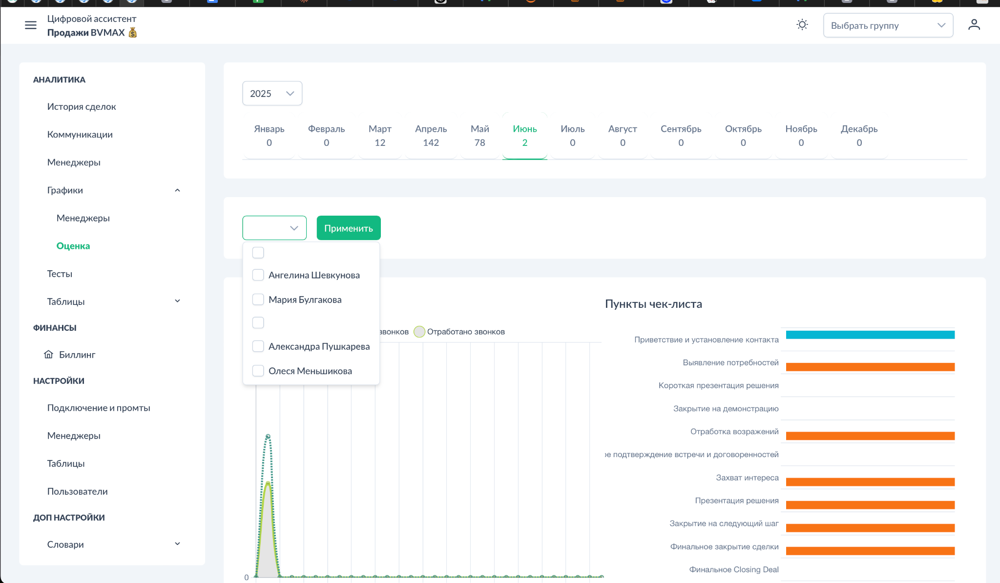 Цифровой ассистент
Продажи BVMAX
Выбрать группу
АНАЛИТИКА
История сделок
Коммуникации
Менеджеры
Графики
Менеджеры
Оценка
Тесты
Таблицы
ФИНАНСЫ
Биллинг
НАСТРОЙКИ
Подключение и промты
Менеджеры
Таблицы
Пользователи
ДОП НАСТРОЙКИ
Словари
2025
Январь Февраль Март Апрель Май Июнь Июль Август Сентябрь Октябрь Ноябрь Декабрь
0 0 12 142 78 2 0 0 0 0 0 0
Применить
Ангелина Шевкунова
Мария Булгакова
Александра Пушкарева
Олеся Меньшикова
звонков Отработано звонков
0
Пункты чек-листа
Приветствие и установление контакта
Выявление потребностей
Короткая презентация решения
Закрытие на демонстрацию
Отработка возражений
ое подтверждение встречи и договоренностей
Захват интереса
Презентация решения
Закрытие на следующий шаг
Финальное закрытие сделки
Финальное Closing Deal